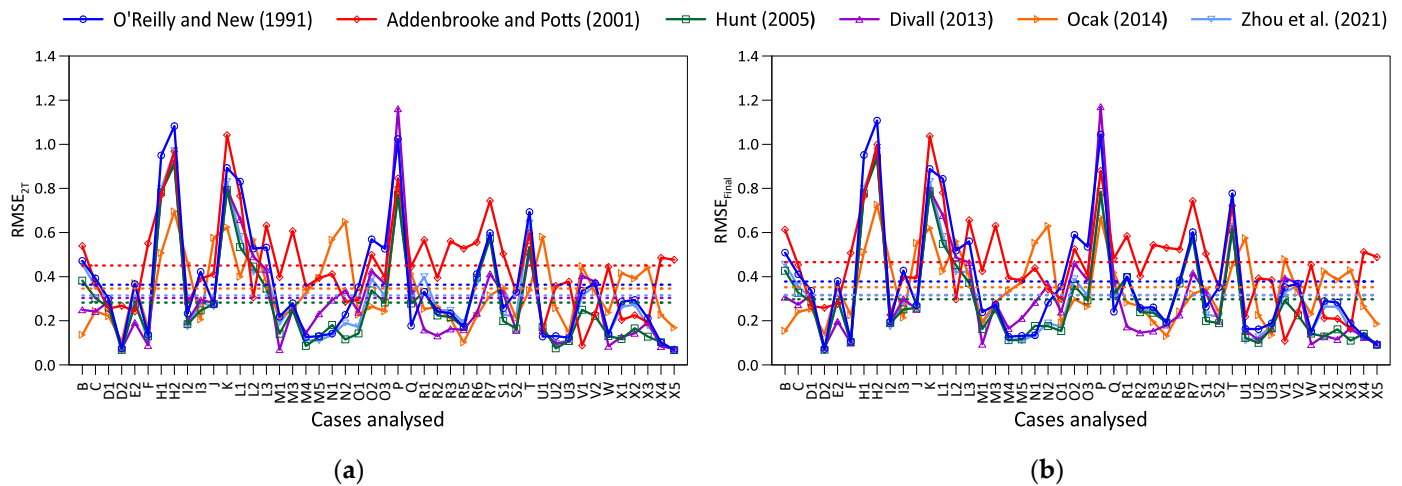 O'Reilly and New (1991) Addenbrooke and Potts (2001) Hunt (2005) Divall (2013) Ocak (2014) Zhou et al. (2021)
RMSE2T
1.4
1.2
1.0
0.8
0.6
0.4
0.2
0.0
B C D1 D2 E2 F H1 H2 I2 I3 J K L1 L2 L3 M1 M3 M4 M5 N1 N2 O1 O2 O3 P Q R1 R2 R3 R5 R6 R7 S1 S2 T U1 U2 U3 V1 V2 W X1 X2 X3 X4 X5
Cases analysed
(a)
RMSEFinal
1.4
1.2
1.0
0.8
0.6
0.4
0.2
0.0
B C D1 D2 E2 F H1 H2 I2 I3 J K L1 L2 L3 M1 M3 M4 M5 N1 N2 O1 O2 O3 P Q R1 R2 R3 R5 R6 R7 S1 S2 T U1 U2 U3 V1 V2 W X1 X2 X3 X4 X5
Cases analysed
(b)